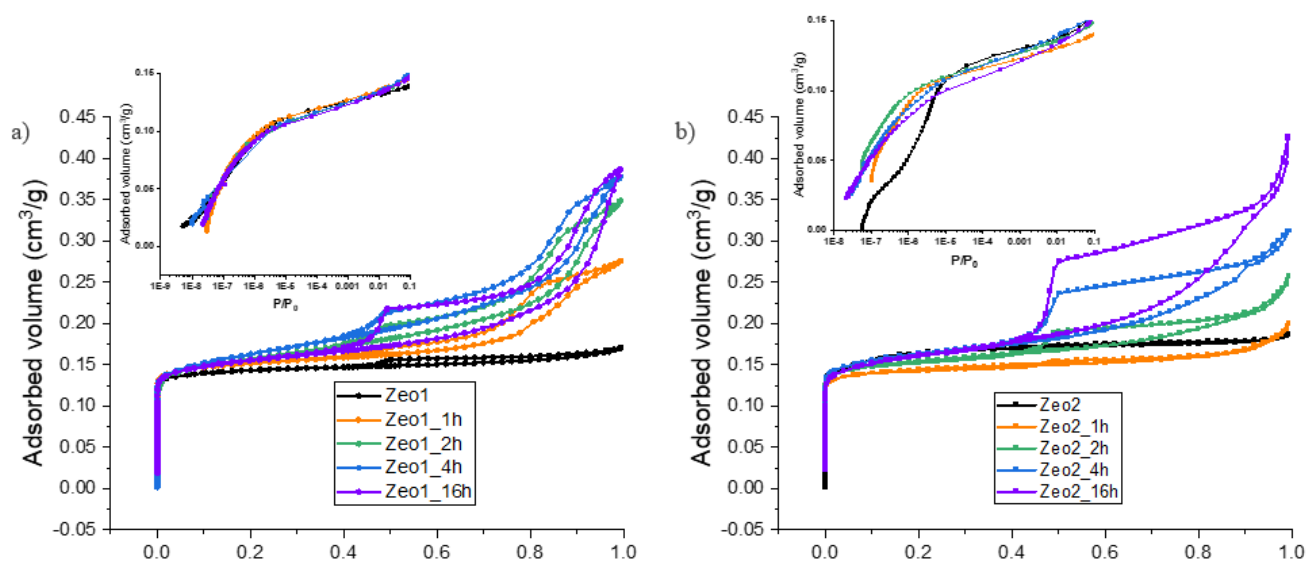 a)
Adsorbed volume (cm³/g)
0.45
0.40
0.35
0.30
0.25
0.20
0.15
0.10
0.05
0.00
-0.05
0.0 0.2 0.4 0.6 0.8 1.0
Adsorbed volume (cm³/g)
0.15
0.10
0.05
0.00
1E-9 1E-8 1E-7 1E-6 1E-5 1E-4 0.001 0.01 0.1
P/P₀
Zeo1
Zeo1_1h
Zeo1_2h
Zeo1_4h
Zeo1_16h
b)
Adsorbed volume (cm³/g)
0.45
0.40
0.35
0.30
0.25
0.20
0.15
0.10
0.05
0.00
-0.05
0.0 0.2 0.4 0.6 0.8 1.0
Adsorbed volume (cm³/g)
0.15
0.10
0.05
0.00
1E-8 1E-7 1E-6 1E-5 1E-4 0.001 0.01 0.1
P/P₀
Zeo2
Zeo2_1h
Zeo2_2h
Zeo2_4h
Zeo2_16h